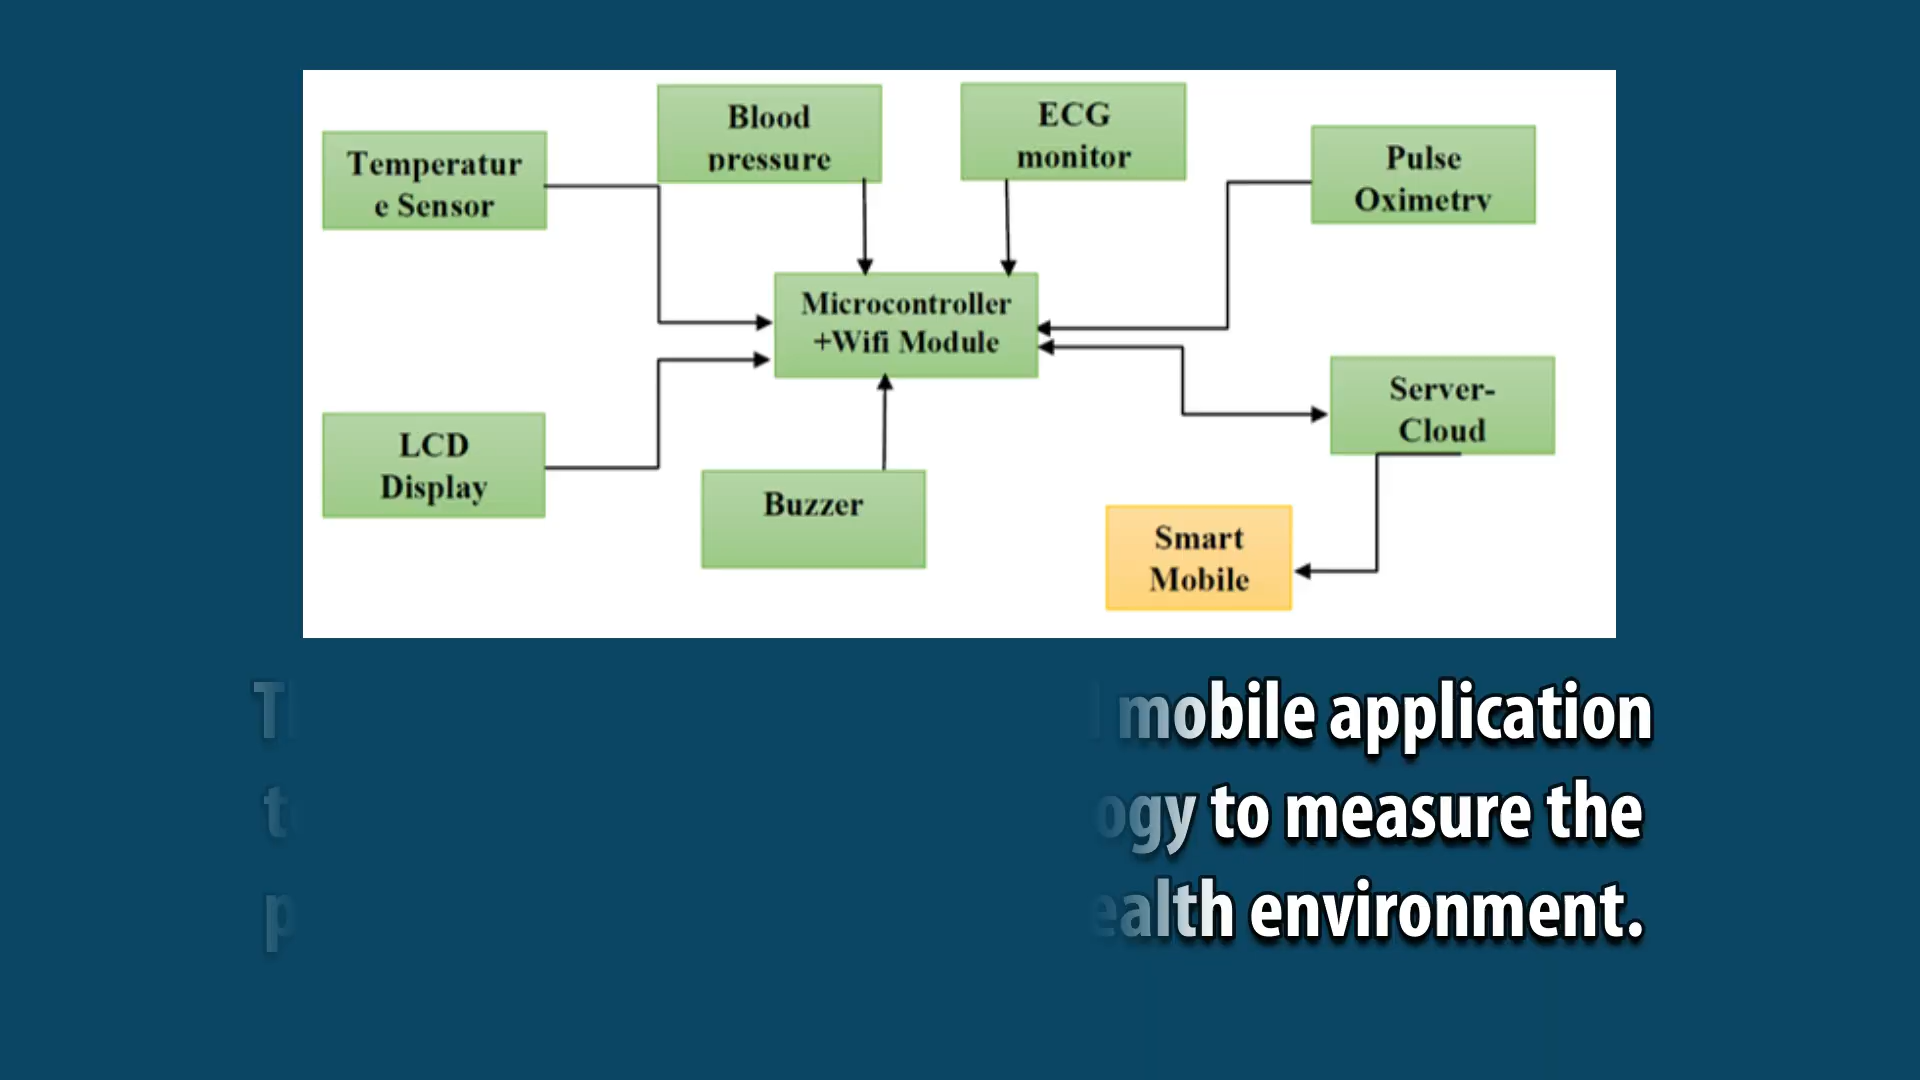 Blood
pressure
ECG
monitor
Temperatur
e Sensor
Pulse
Oximetry
Microcontroller
+Wifi Module
Server-
Cloud
LCD
Display
Buzzer
Smart
Mobile
mobile application
to measure the
environment.